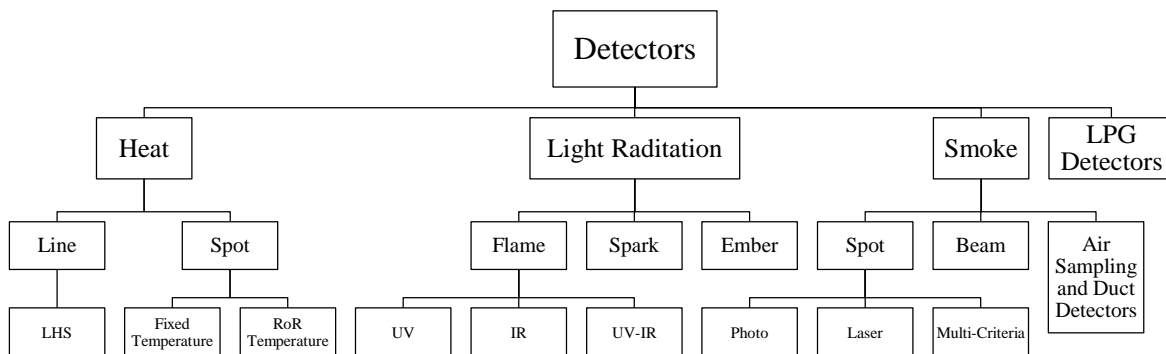 Detectors
Heat
Light Raditation
Smoke
LPG
Detectors
Line
Spot
Flame
Spark
Ember
Spot
Beam
Air
Sampling
and Duct
Detectors
LHS
Fixed
Temperature
RoR
Temperature
UV
IR
UV-IR
Photo
Laser
Multi-Criteria